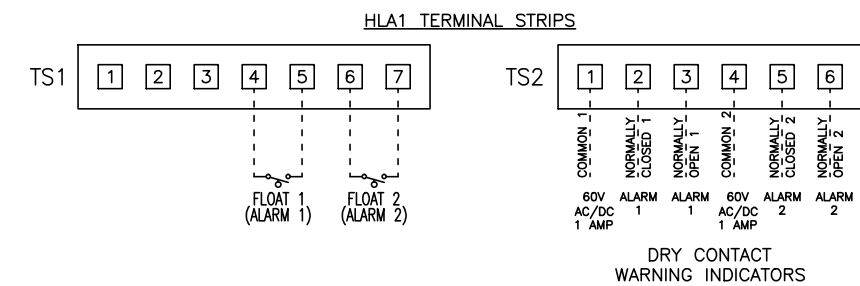 HLA1 TERMINAL STRIPS
TS1 1 2 3 4 5 6 7
FLOAT 1
(ALARM 1)
FLOAT 2
(ALARM 2)
TS2 1 2 3 4 5 6
COMMON 1
NORMALLY
CLOSED 1
NORMALLY
OPEN 1
COMMON 2
NORMALLY
CLOSED 2
NORMALLY
OPEN 2
60V
AC/DC
1 AMP
ALARM
1
ALARM
1
60V
AC/DC
1 AMP
ALARM
2
ALARM
2
DRY CONTACT
WARNING INDICATORS